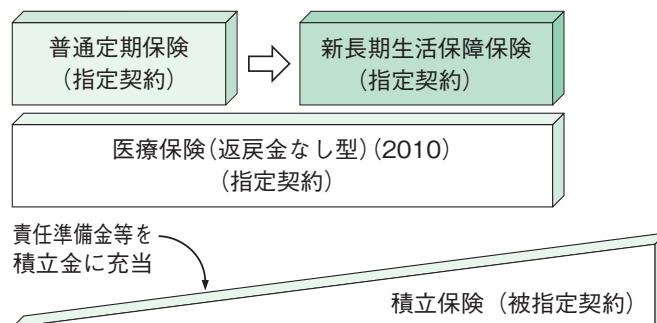 普通定期保険
（指定契約）
新長期生活保障保険
（指定契約）
医療保険（返戻金なし型）（2010）
（指定契約）
責任準備金等を
積立金に充当
積立保険（被指定契約）